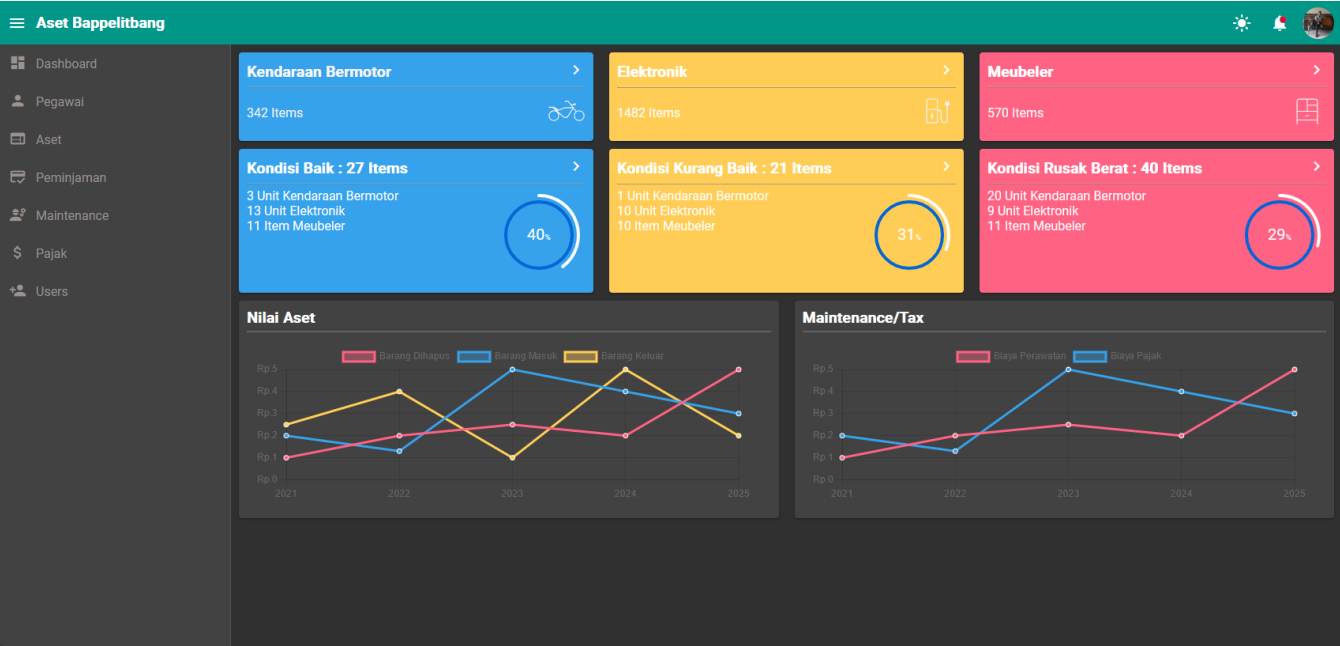 Aset Bappelitbang
Dashboard
Pegawai
Aset
Peminjaman
Maintenance
Pajak
Users
Kendaraan Bermotor
342 Items
Elektronik
1482 Items
Meubeler
570 Items
Kondisi Baik : 27 Items
3 Unit Kendaraan Bermotor
13 Unit Elektronik
11 Item Meubeler
40%
Kondisi Kurang Baik : 21 Items
1 Unit Kendaraan Bermotor
10 Unit Elektronik
10 Item Meubeler
31%
Kondisi Rusak Berat : 40 Items
20 Unit Kendaraan Bermotor
9 Unit Elektronik
11 Item Meubeler
29%
Nilai Aset
Barang Dihapus Barang Masuk Barang Keluar
Rp.5
Rp.4
Rp.3
Rp.2
Rp.1
Rp.0
2021 2022 2023 2024 2025
Maintenance/Tax
Biaya Perawatan Biaya Pajak
Rp.5
Rp.4
Rp.3
Rp.2
Rp.1
Rp.0
2021 2022 2023 2024 2025